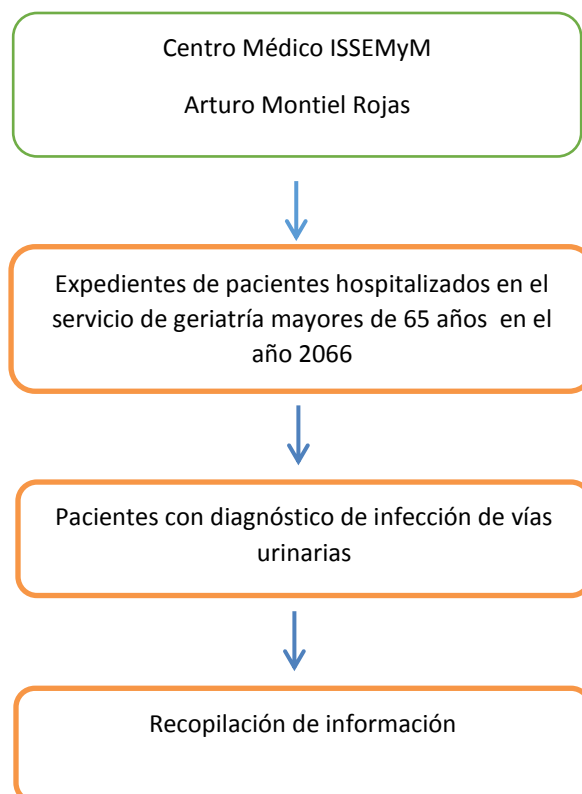 Centro Médico ISSEMyM
Arturo Montiel Rojas
Expedientes de pacientes hospitalizados en el
servicio de geriatría mayores de 65 años en el
año 2066
Pacientes con diagnóstico de infección de vías
urinarias
Recopilación de información